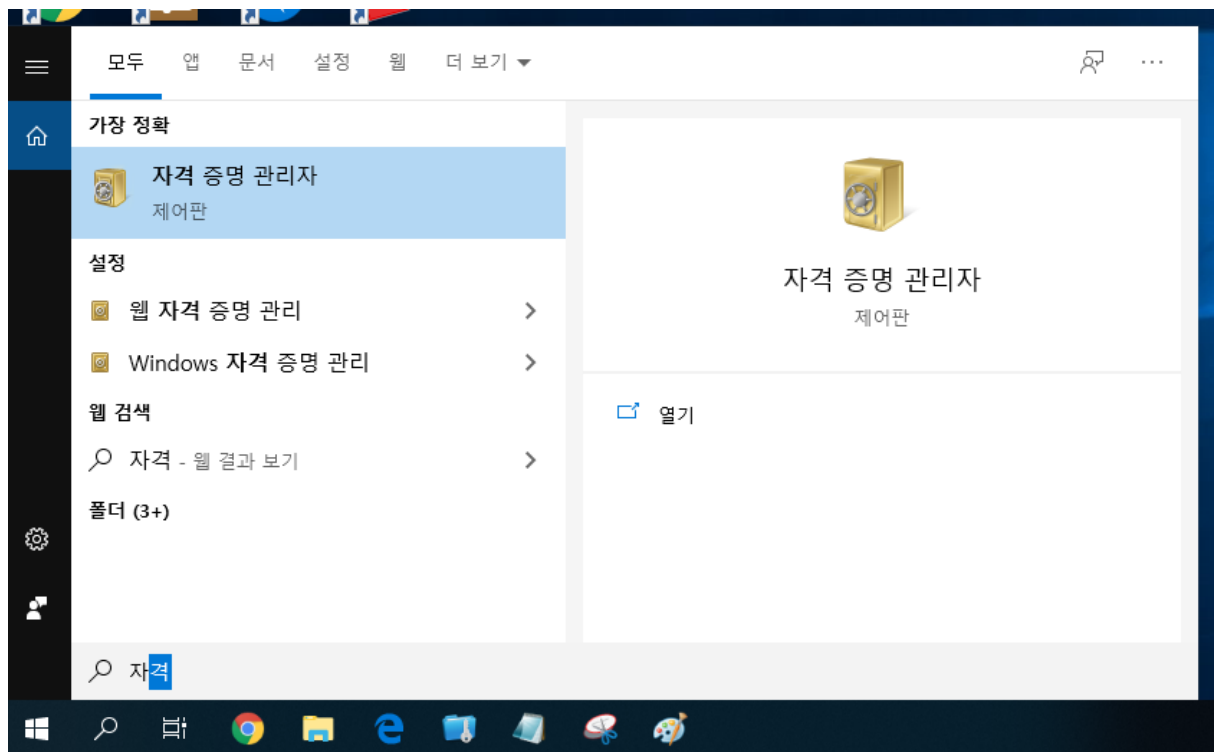 모두 앱 문서 설정 웹 더 보기
가장 정확
자격 증명 관리자
제어판
설정
웹 자격 증명 관리
Windows 자격 증명 관리
웹 검색
자격 - 웹 결과 보기
폴더 (3+)
자격 증명 관리자
제어판
열기
자격